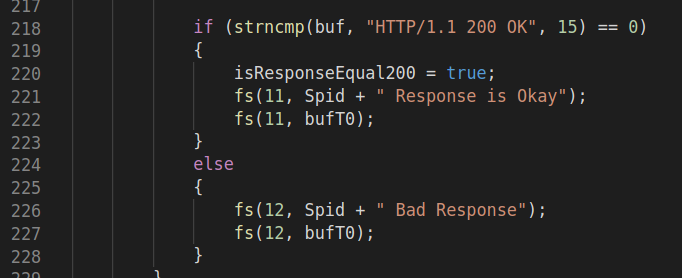 217
218 if (strncmp(buf, "HTTP/1.1 200 OK", 15) == 0)
219 {
220 isResponseEqual200 = true;
221 fs(11, Spid + " Response is Okay");
222 fs(11, bufT0);
223 }
224 else
225 {
226 fs(12, Spid + " Bad Response");
227 fs(12, bufT0);
228 }
229 }